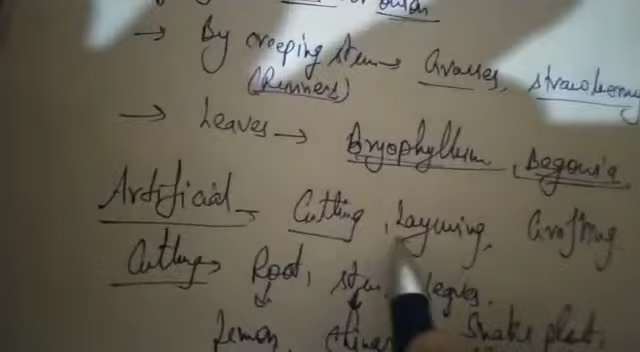 → By creeping stem → Grasses, strawberry
(Runners)
→ Leaves → Bryophyllum, Begonia
Artificial → Cutting, Layering, Grafting
Cutting → Root, stem, leaves.
Lemon, Snake plant,